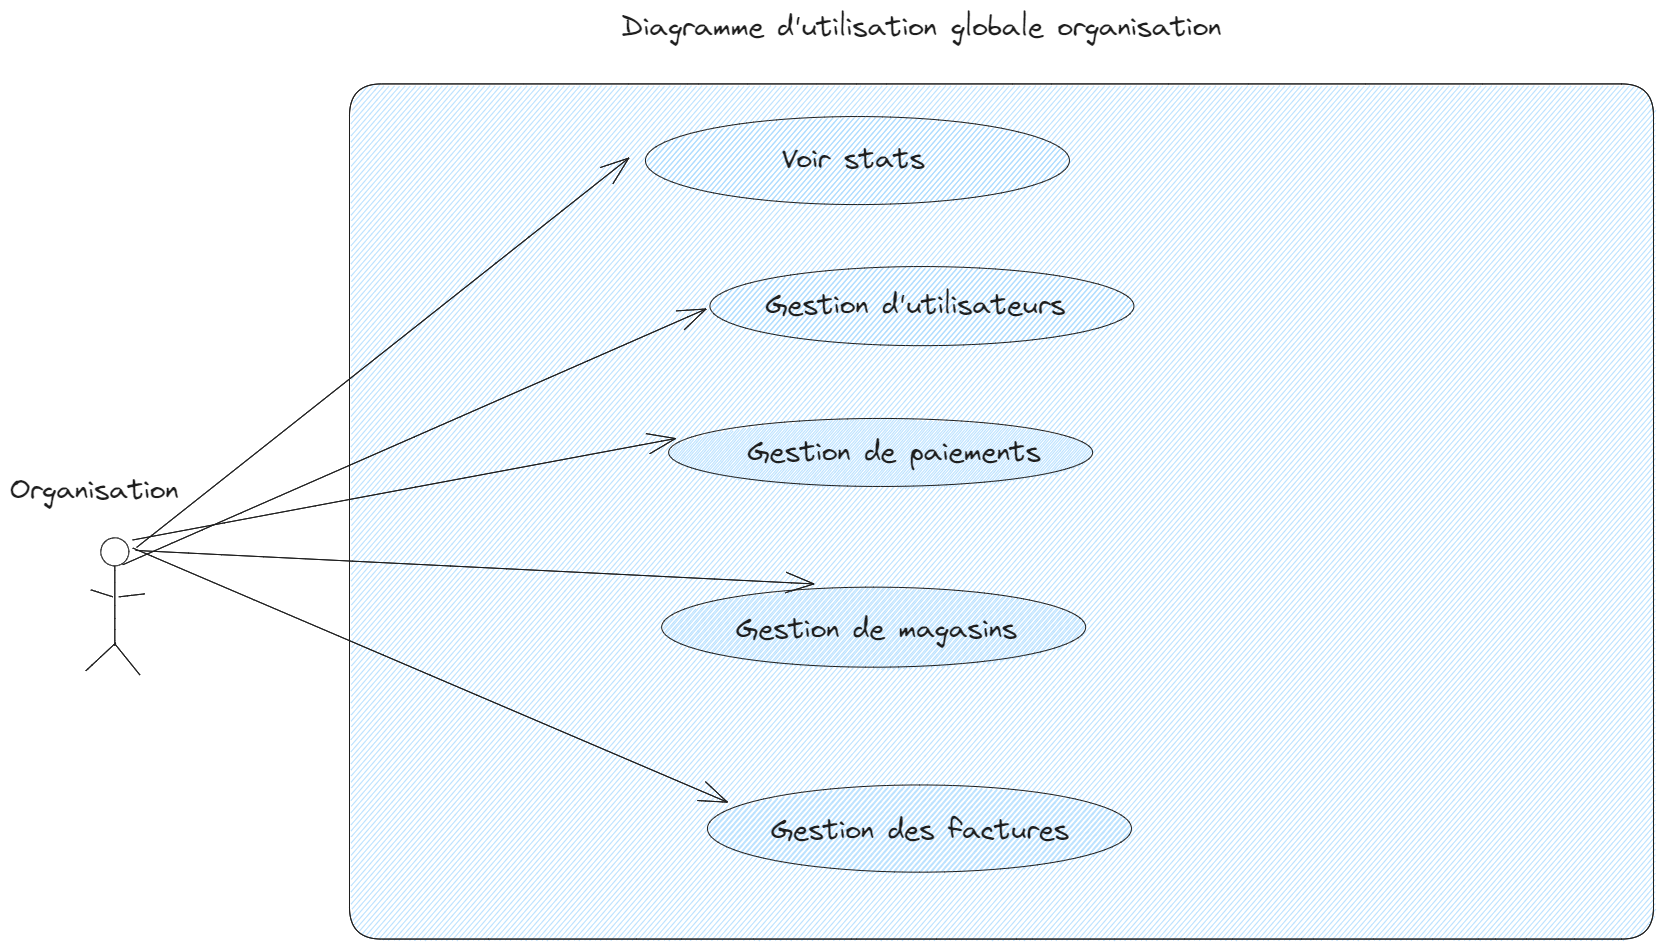 Diagramme d'utilisation globale organisation
Voir stats
Gestion d'utilisateurs
Gestion de paiements
Organisation
Gestion de magasins
Gestion des factures